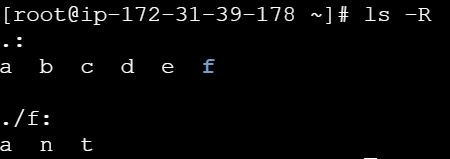 [root@ip-172-31-39-178 ~]# ls -R
.:
a b c d e f
./f:
a n t